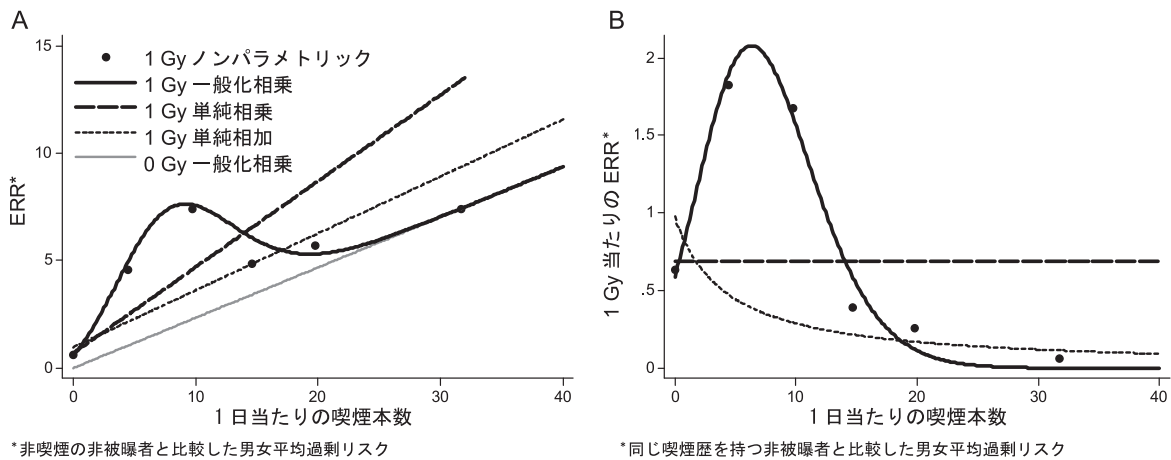 A
ERR*
15
10
5
0
1 Gy ノンパラメトリック
1 Gy 一般化相乗
1 Gy 単純相乗
1 Gy 単純相加
0 Gy 一般化相乗
0 10 20 30 40
1 日当たりの喫煙本数
*非喫煙の非被曝者と比較した男女平均過剰リスク
B
1 Gy 当たりの ERR*
2
1.5
1
.5
0
0 10 20 30 40
1 日当たりの喫煙本数
*同じ喫煙歴を持つ非被曝者と比較した男女平均過剰リスク